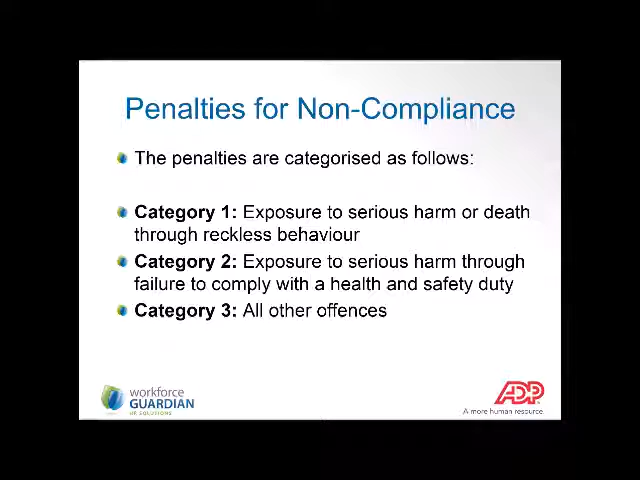 Penalties for Non-Compliance
The penalties are categorised as follows:
Category 1: Exposure to serious harm or death
through reckless behaviour
Category 2: Exposure to serious harm through
failure to comply with a health and safety duty
Category 3: All other offences
workforce
GUARDIAN
HR SOLUTIONS
ADP
A more human resource.